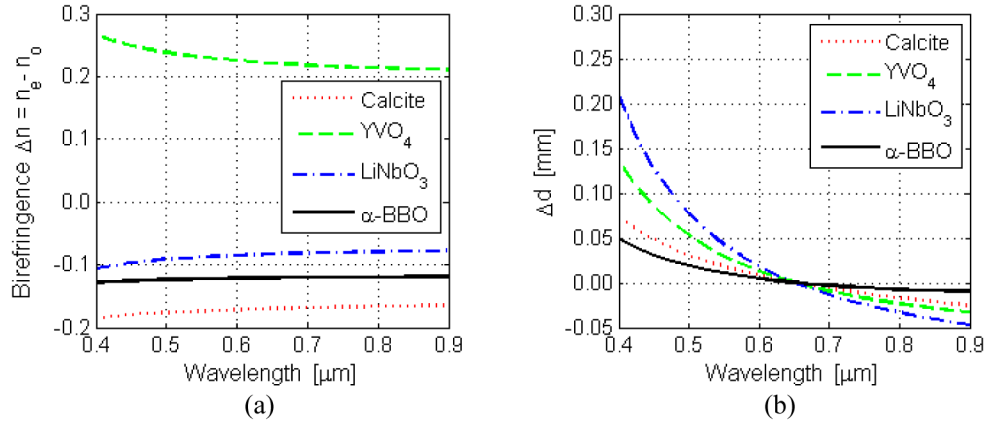 Birefringence Δn = n_e - n_o
0.3
0.2
0.1
0.0
-0.1
-0.2
0.4 0.5 0.6 0.7 0.8 0.9
Wavelength [μm]
Calcite
YVO₄
LiNbO₃
α-BBO
(a)
Δd [mm]
0.30
0.25
0.20
0.15
0.10
0.05
0.00
-0.05
0.4 0.5 0.6 0.7 0.8 0.9
Wavelength [μm]
Calcite
YVO₄
LiNbO₃
α-BBO
(b)